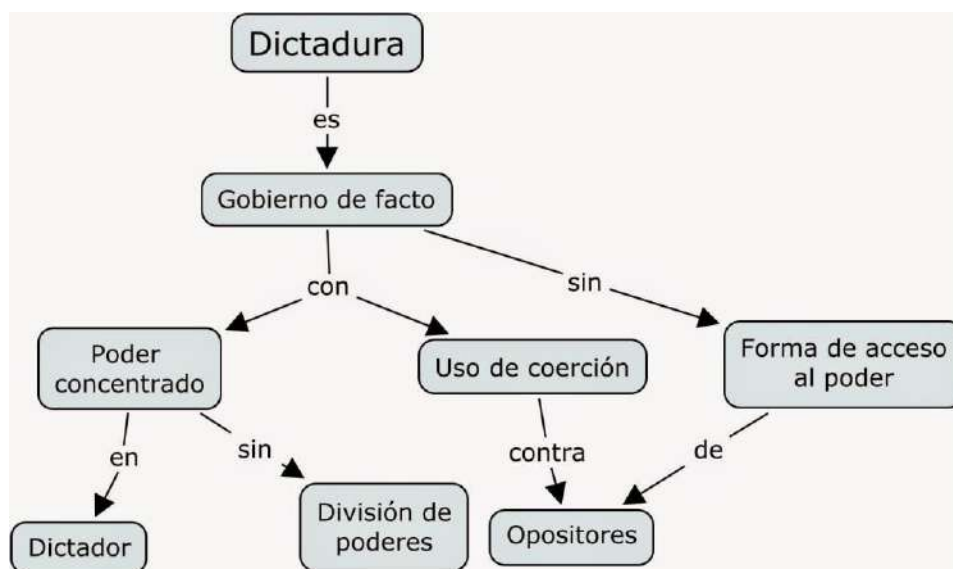 Dictadura
es
Gobierno de facto
con
sin
Poder
concentrado
Uso de coerción
Forma de acceso
al poder
en
sin
contra
de
Dictador
División de
poderes
Opositores